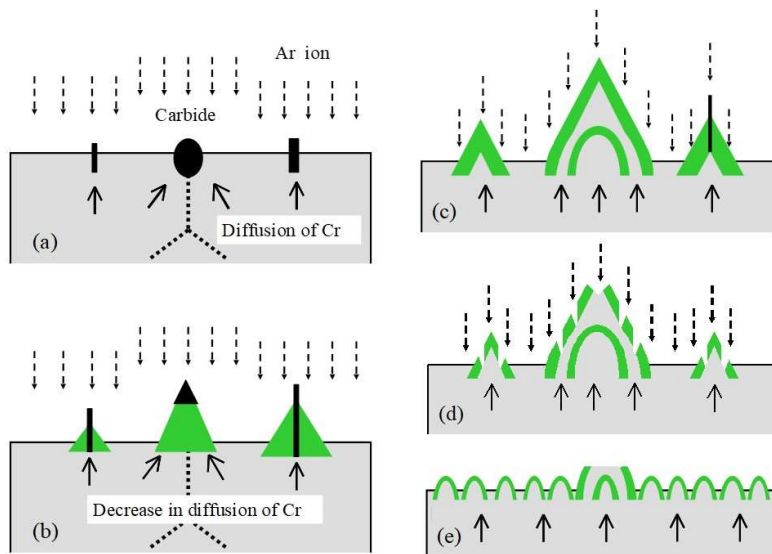 Ar ion
Carbide
Diffusion of Cr
(a)
Decrease in diffusion of Cr
(b)
(c)
(d)
(e)